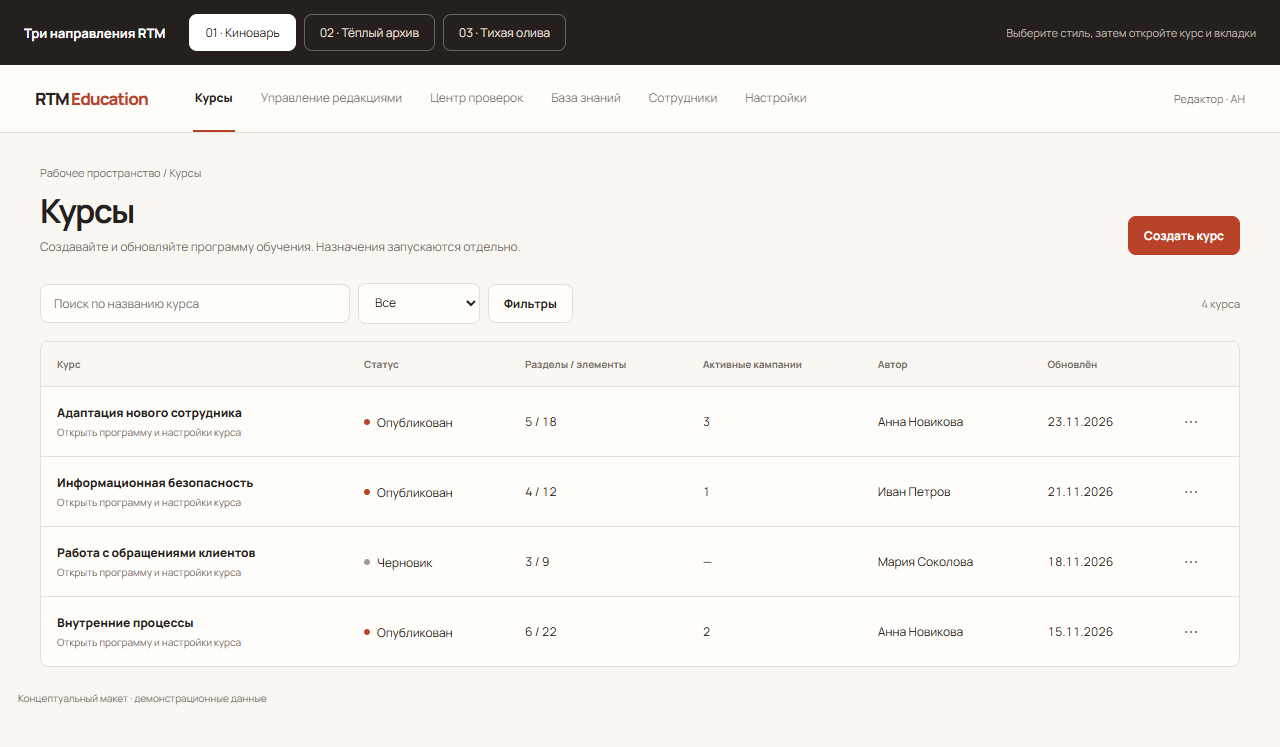 Три направления RTM
01 · Киноварь
02 · Тёплый архив
03 · Тихая олива
Выберите стиль, затем откройте курс и вкладки
RTM Education
Курсы
Управление редакциями
Центр проверок
База знаний
Сотрудники
Настройки
Редактор · АН
Рабочее пространство / Курсы
Курсы
Создавайте и обновляйте программу обучения. Назначения запускаются отдельно.
Создать курс
Поиск по названию курса
Все
Фильтры
4 курса
Курс Статус Разделы / элементы Активные кампании Автор Обновлён
Адаптация нового сотрудника
Открыть программу и настройки курса
Опубликован 5 / 18 3 Анна Новикова 23.11.2026 ···
Информационная безопасность
Открыть программу и настройки курса
Опубликован 4 / 12 1 Иван Петров 21.11.2026 ···
Работа с обращениями клиентов
Открыть программу и настройки курса
Черновик 3 / 9 — Мария Соколова 18.11.2026 ···
Внутренние процессы
Открыть программу и настройки курса
Опубликован 6 / 22 2 Анна Новикова 15.11.2026 ···
Концептуальный макет · демонстрационные данные